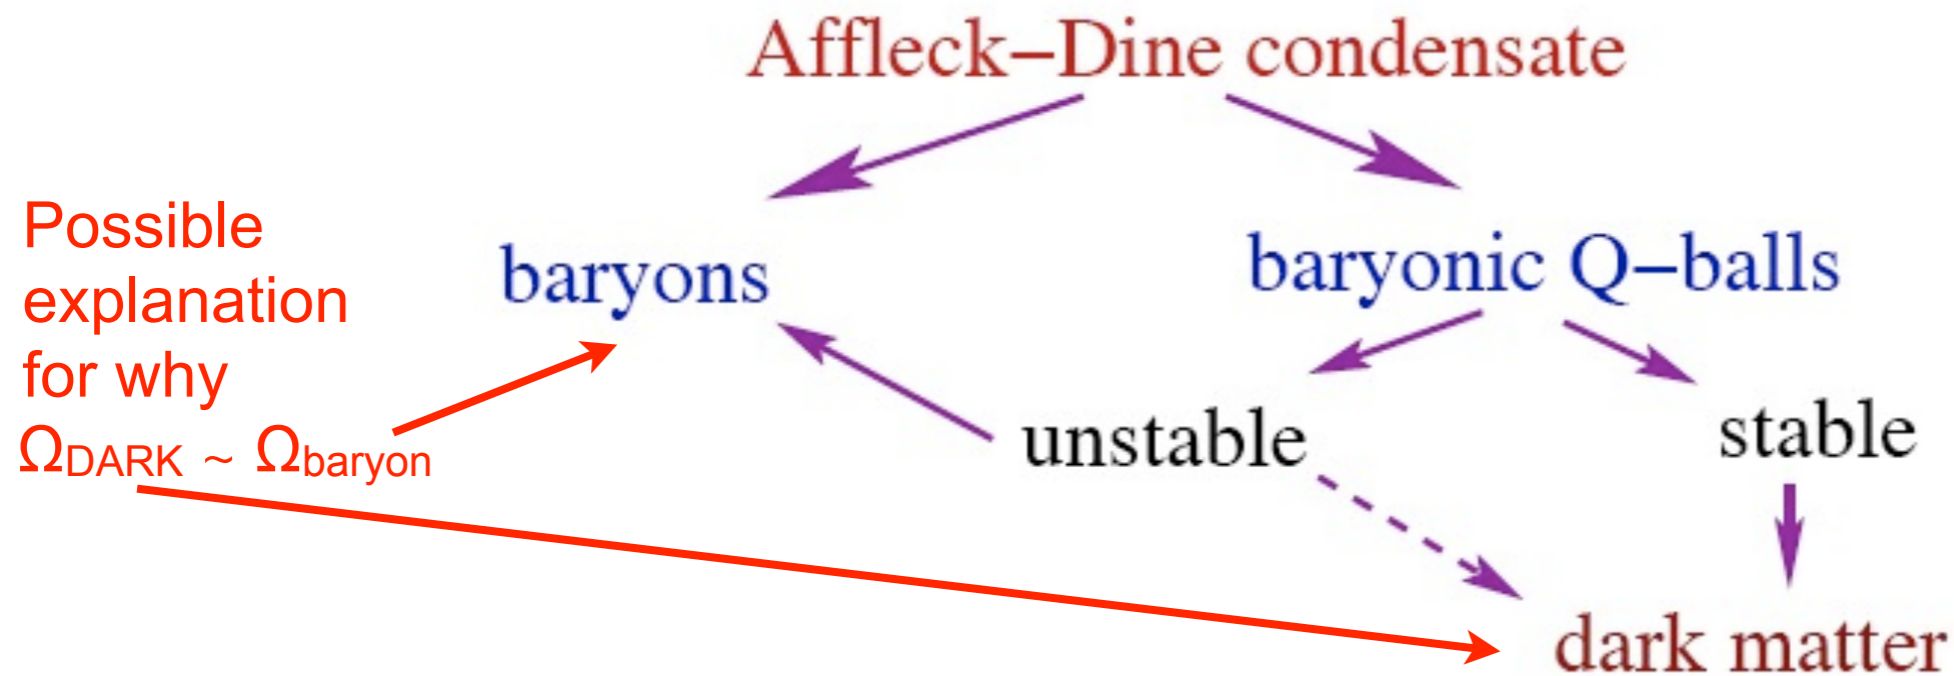 Affleck–Dine condensate
Possible
explanation
for why
ΩDARK ~ Ωbaryon
baryons
baryonic Q–balls
unstable
stable
dark matter